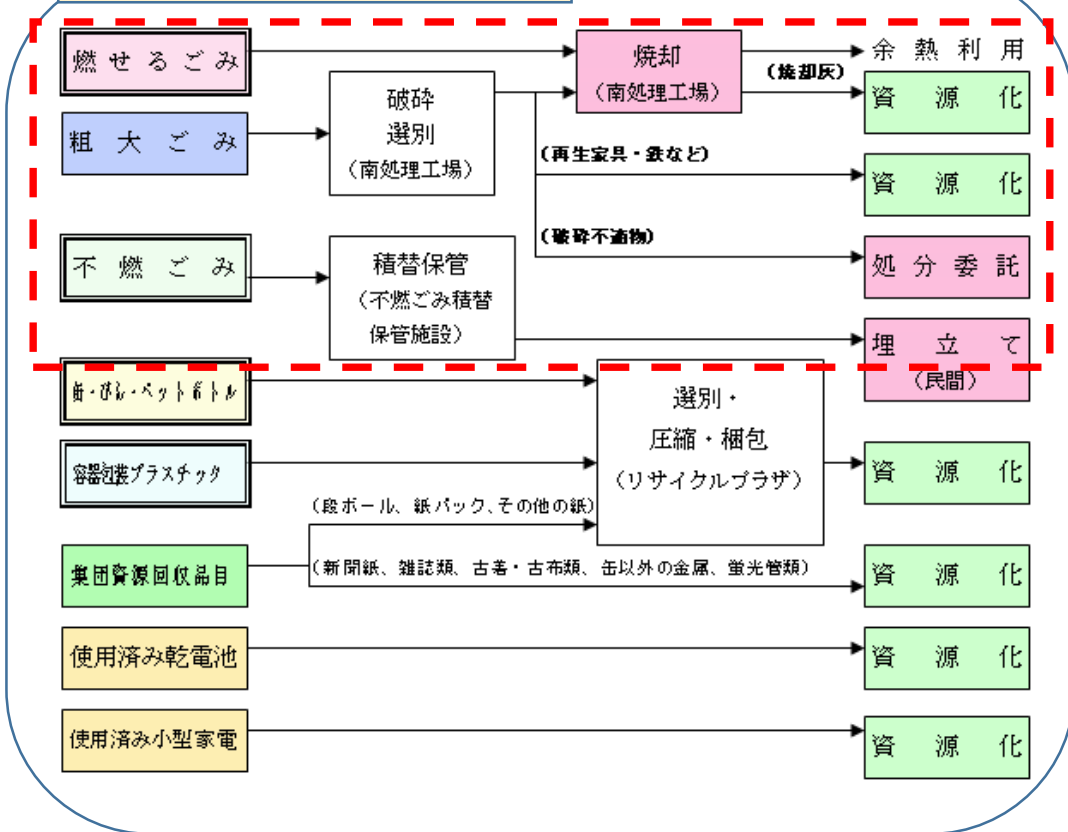 燃せるごみ
焼却
(南処理工場)
余熱利用
(焼却灰)
資源化
粗大ごみ
破砕
選別
(南処理工場)
(再生家具・鉄など)
資源化
(破砕不適物)
処分委託
不燃ごみ
積替保管
(不燃ごみ積替
保管施設)
埋立て
(民間)
缶・びん・ペットボトル
選別・
圧縮・梱包
(リサイクルプラザ)
容器包装プラスチック
資源化
(段ボール、紙パック、その他の紙)
集団資源回収品目
(新聞紙、雑誌類、古着・古布類、缶以外の金属、蛍光管類)
資源化
使用済み乾電池
資源化
使用済み小型家電
資源化